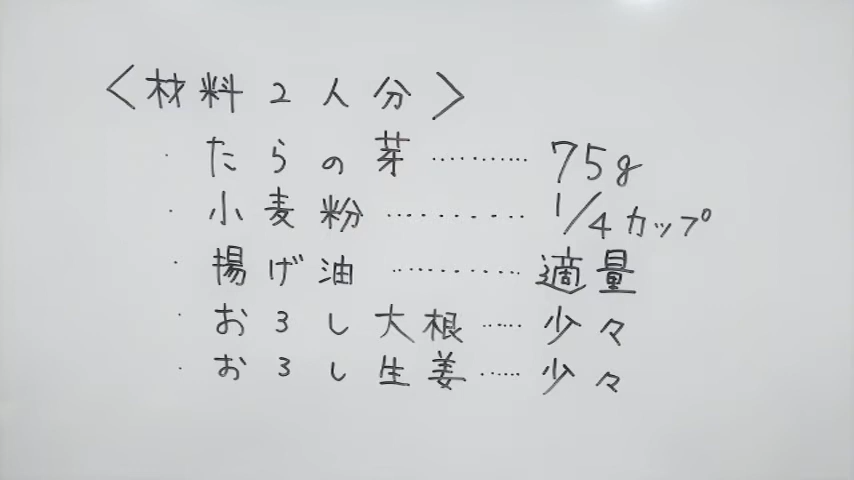 <材料2人分>
・たらの芽………… 75g
・小麦粉………… 1/4カップ
・揚げ油………… 適量
・おろし大根…… 少々
・おろし生姜…… 少々